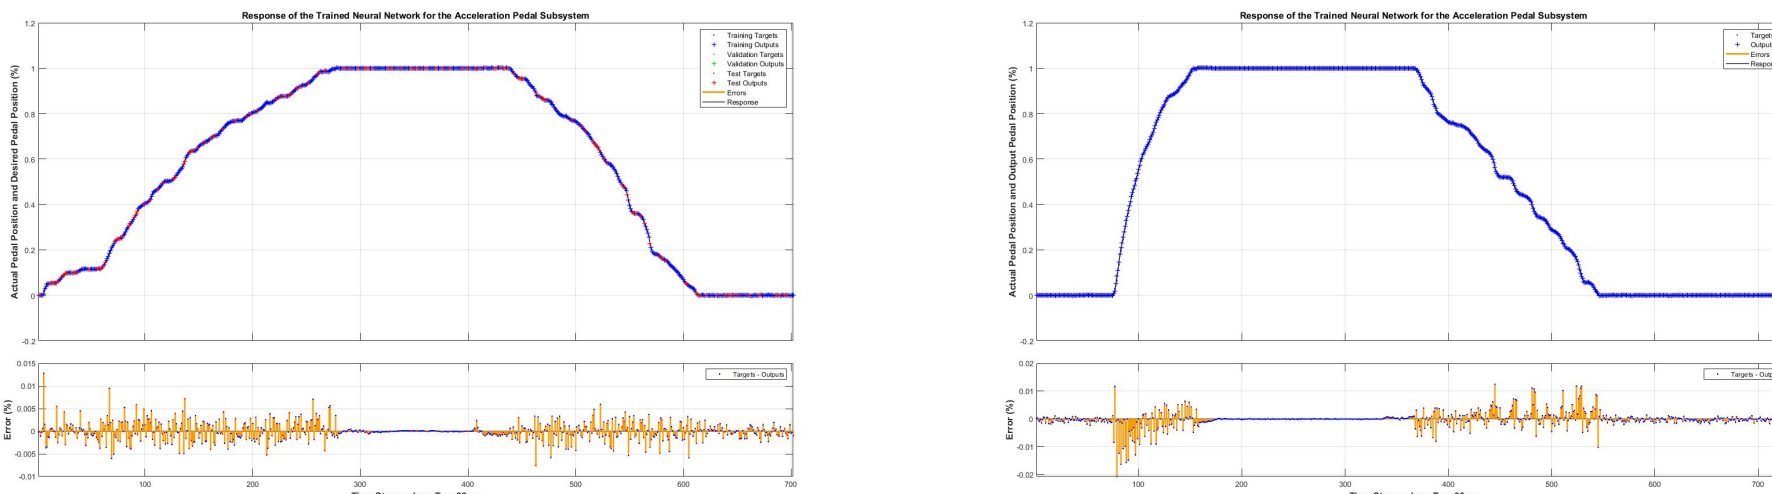 Response of the Trained Neural Network for the Acceleration Pedal Subsystem
Actual Pedal Position and Desired Pedal Position (%)
1.2
1
0.8
0.6
0.4
0.2
0
-0.2
Training Targets
Training Outputs
Validation Targets
Validation Outputs
Test Targets
Test Outputs
Errors
Response
Error (%)
0.015
0.01
0.005
0
-0.005
-0.01
Targets - Outputs
100
200
300
400
500
600
700
Response of the Trained Neural Network for the Acceleration Pedal Subsystem
Actual Pedal Position and Output Pedal Position (%)
1.2
1
0.8
0.6
0.4
0.2
0
-0.2
Targets
Output
Errors
Respon
Error (%)
0.02
0.01
0
-0.01
-0.02
Targets - Outp
100
200
300
400
500
600
700